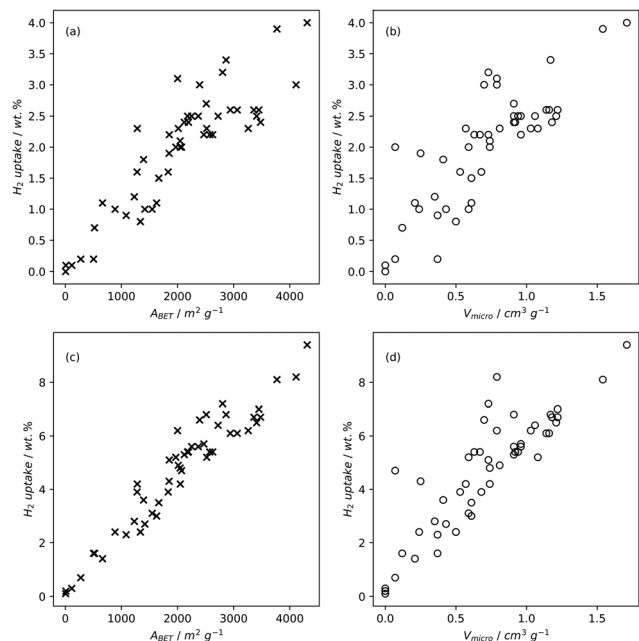 (a)
4.0
3.5
3.0
2.5
2.0
1.5
1.0
0.5
0.0
H2 uptake / wt. %
0 1000 2000 3000 4000
A_BET / m² g⁻¹
(b)
4.0
3.5
3.0
2.5
2.0
1.5
1.0
0.5
0.0
H2 uptake / wt. %
0.0 0.5 1.0 1.5
V_micro / cm³ g⁻¹
(c)
8
6
4
2
0
H2 uptake / wt. %
0 1000 2000 3000 4000
A_BET / m² g⁻¹
(d)
8
6
4
2
0
H2 uptake / wt. %
0.0 0.5 1.0 1.5
V_micro / cm³ g⁻¹